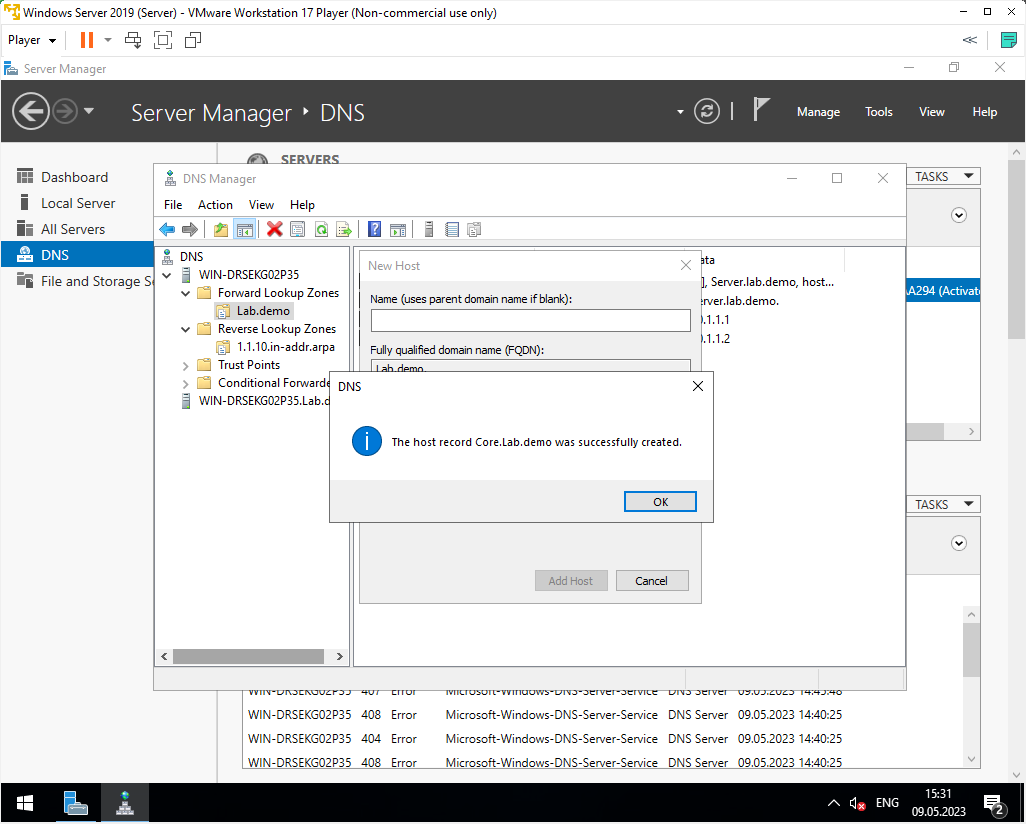 Windows Server 2019 (Server) - VMware Workstation 17 Player (Non-commercial use only)
Player
Server Manager
Server Manager DNS
Manage Tools View Help
Dashboard
Local Server
All Servers
DNS
File and Storage Se
SERVERS
TASKS
DNS Manager
File Action View Help
DNS
WIN-DRSEKG02P35
Forward Lookup Zones
Lab.demo
Reverse Lookup Zones
1.1.10.in-addr.arpa
Trust Points
Conditional Forwarde
WIN-DRSEKG02P35.Lab.d
ata
], Server.lab.demo, host...
erver.lab.demo.
.1.1.1
.1.1.2
A294 (Activate
New Host
Name (uses parent domain name if blank):
Fully qualified domain name (FQDN):
Lab.demo.
DNS
The host record Core.Lab.demo was successfully created.
OK
Add Host Cancel
TASKS
WIN-DRSEKG02P35 407 Error Microsoft-Windows-DNS-Server-Service DNS Server 09.05.2023 14:45:48
WIN-DRSEKG02P35 408 Error Microsoft-Windows-DNS-Server-Service DNS Server 09.05.2023 14:40:25
WIN-DRSEKG02P35 404 Error Microsoft-Windows-DNS-Server-Service DNS Server 09.05.2023 14:40:25
WIN-DRSEKG02P35 408 Error Microsoft-Windows-DNS-Server-Service DNS Server 09.05.2023 14:40:25
ENG
15:31
09.05.2023
2